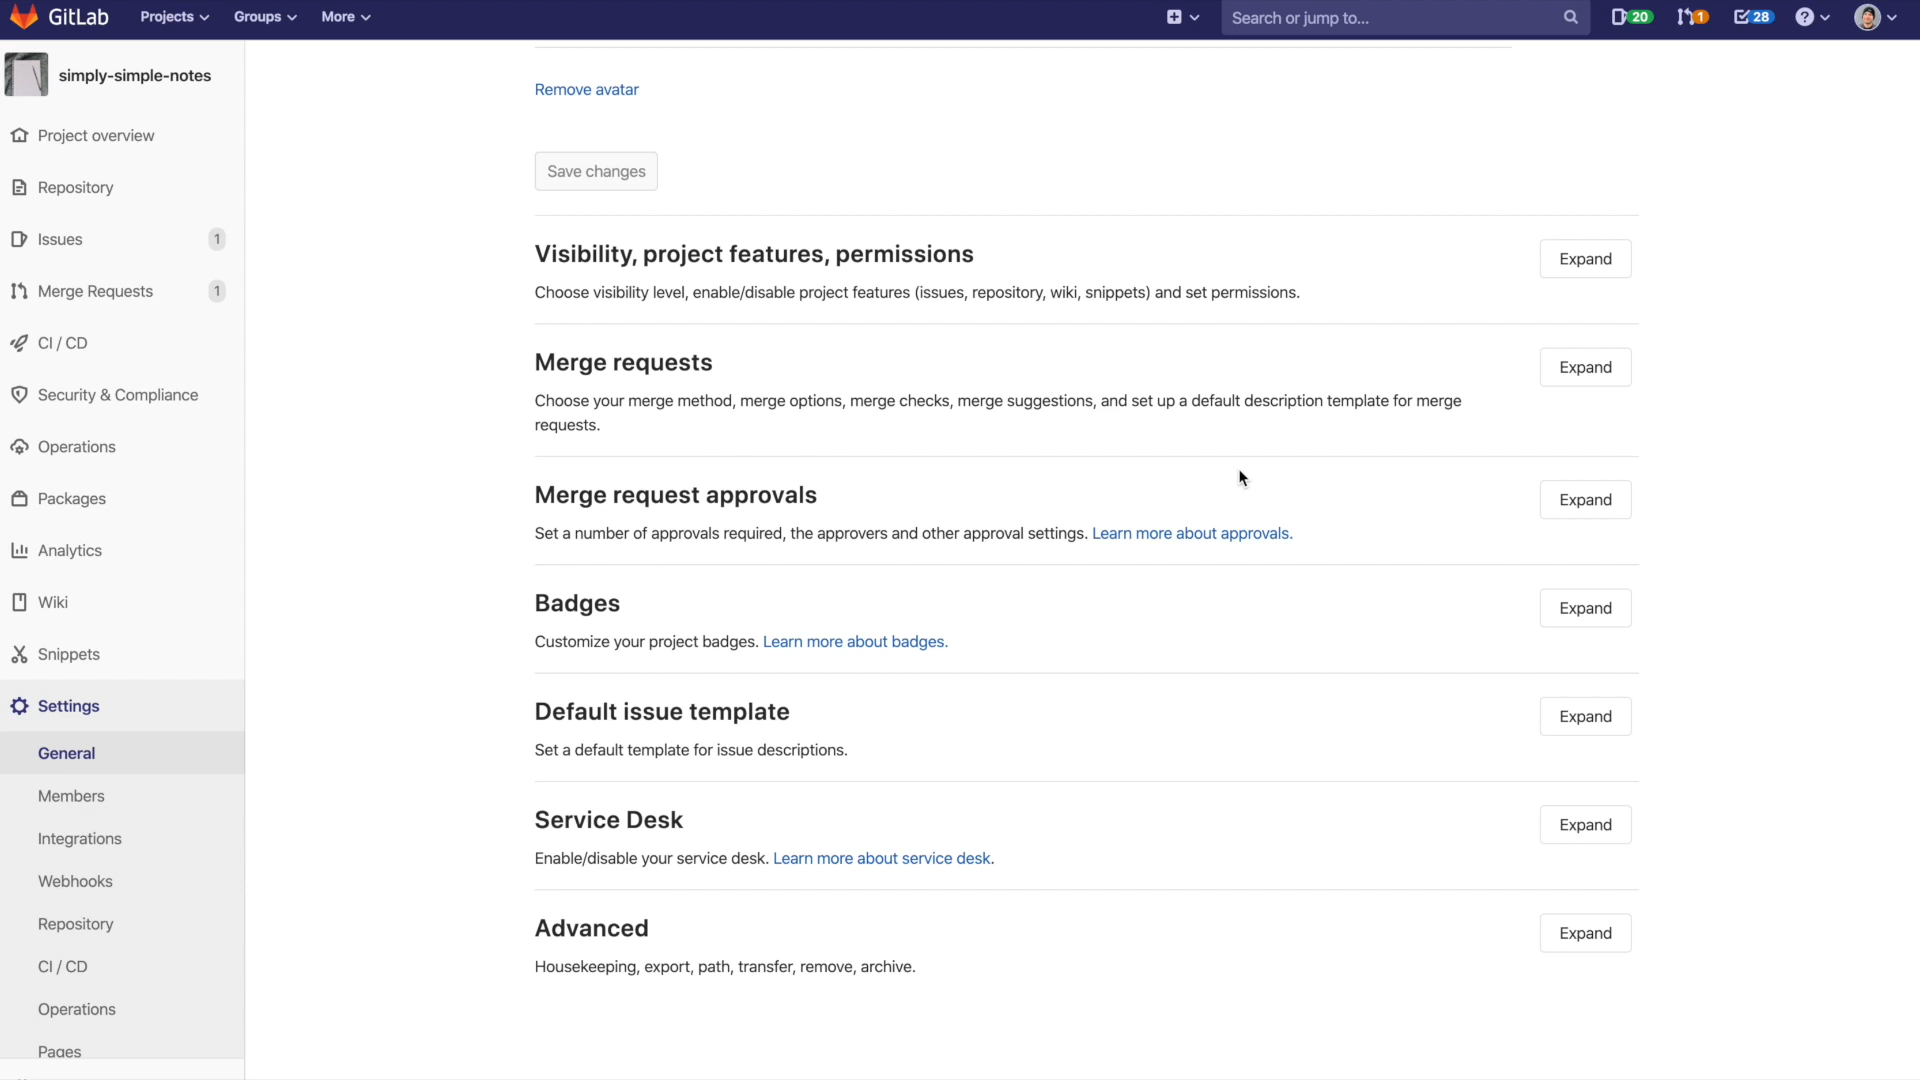 GitLab Projects Groups More Search or jump to... 20 1 28
simply-simple-notes
Project overview
Repository
Issues 1
Merge Requests 1
CI / CD
Security & Compliance
Operations
Packages
Analytics
Wiki
Snippets
Settings
General
Members
Integrations
Webhooks
Repository
CI / CD
Operations
Pages
Remove avatar
Save changes
Visibility, project features, permissions
Expand
Choose visibility level, enable/disable project features (issues, repository, wiki, snippets) and set permissions.
Merge requests
Expand
Choose your merge method, merge options, merge checks, merge suggestions, and set up a default description template for merge
requests.
Merge request approvals
Expand
Set a number of approvals required, the approvers and other approval settings. Learn more about approvals.
Badges
Expand
Customize your project badges. Learn more about badges.
Default issue template
Expand
Set a default template for issue descriptions.
Service Desk
Expand
Enable/disable your service desk. Learn more about service desk.
Advanced
Expand
Housekeeping, export, path, transfer, remove, archive.